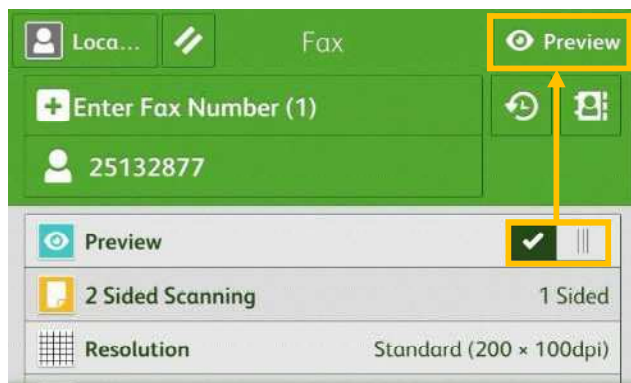 Loca... Fax Preview
Enter Fax Number (1)
25132877
Preview
2 Sided Scanning 1 Sided
Resolution Standard (200 × 100dpi)